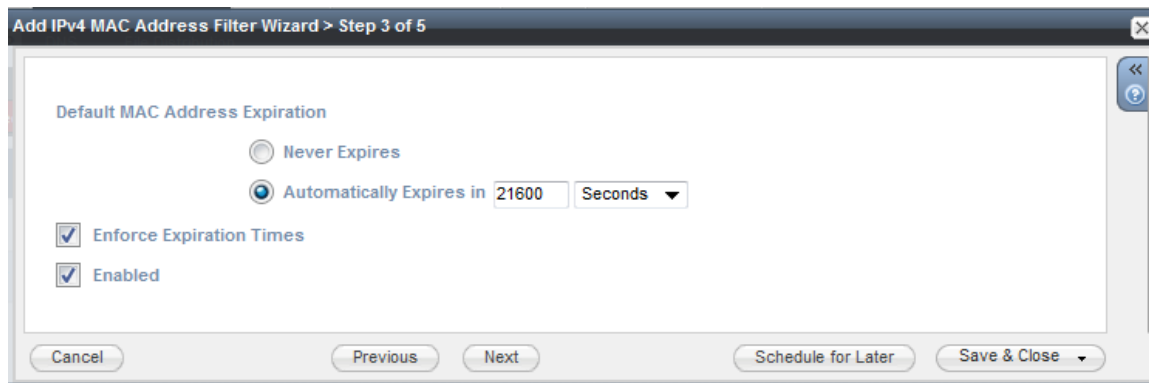 Add IPv4 MAC Address Filter Wizard > Step 3 of 5
Default MAC Address Expiration
Never Expires
Automatically Expires in 21600 Seconds
Enforce Expiration Times
Enabled
Cancel Previous Next Schedule for Later Save & Close